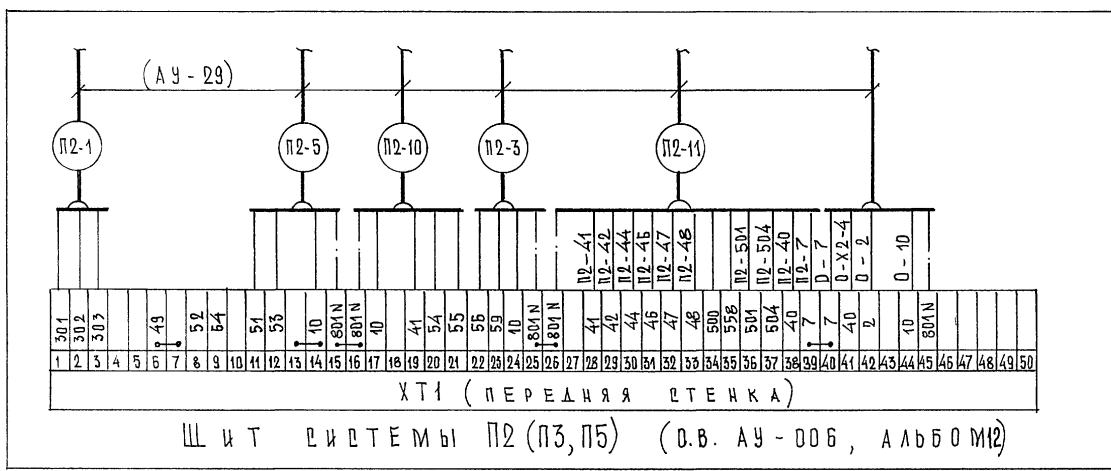 (АУ-29)
П2-1 П2-5 П2-10 П2-3 П2-11
П2-41 П2-42 П2-44 П2-46 П2-47 П2-48 П2-501 П2-504 П2-40 П2-7 О-7 О-Х2-4 О-2 О-10
301 302 303 49 52 54 51 53 10 801N 801N 10 41 54 55 56 59 10 801N 801N 41 42 44 46 47 48 500 558 501 504 40 7 7 40 2 10 801N
1 2 3 4 5 6 7 8 9 10 11 12 13 14 15 16 17 18 19 20 21 22 23 24 25 26 27 28 29 30 31 32 33 34 35 36 37 38 39 40 41 42 43 44 45 46 47 48 49 50
ХТ1 (ПЕРЕДНЯЯ СТЕНКА)
ЩИТ СИСТЕМЫ П2 (П3, П5) (О.В. АУ-006, АЛЬБОМ12)